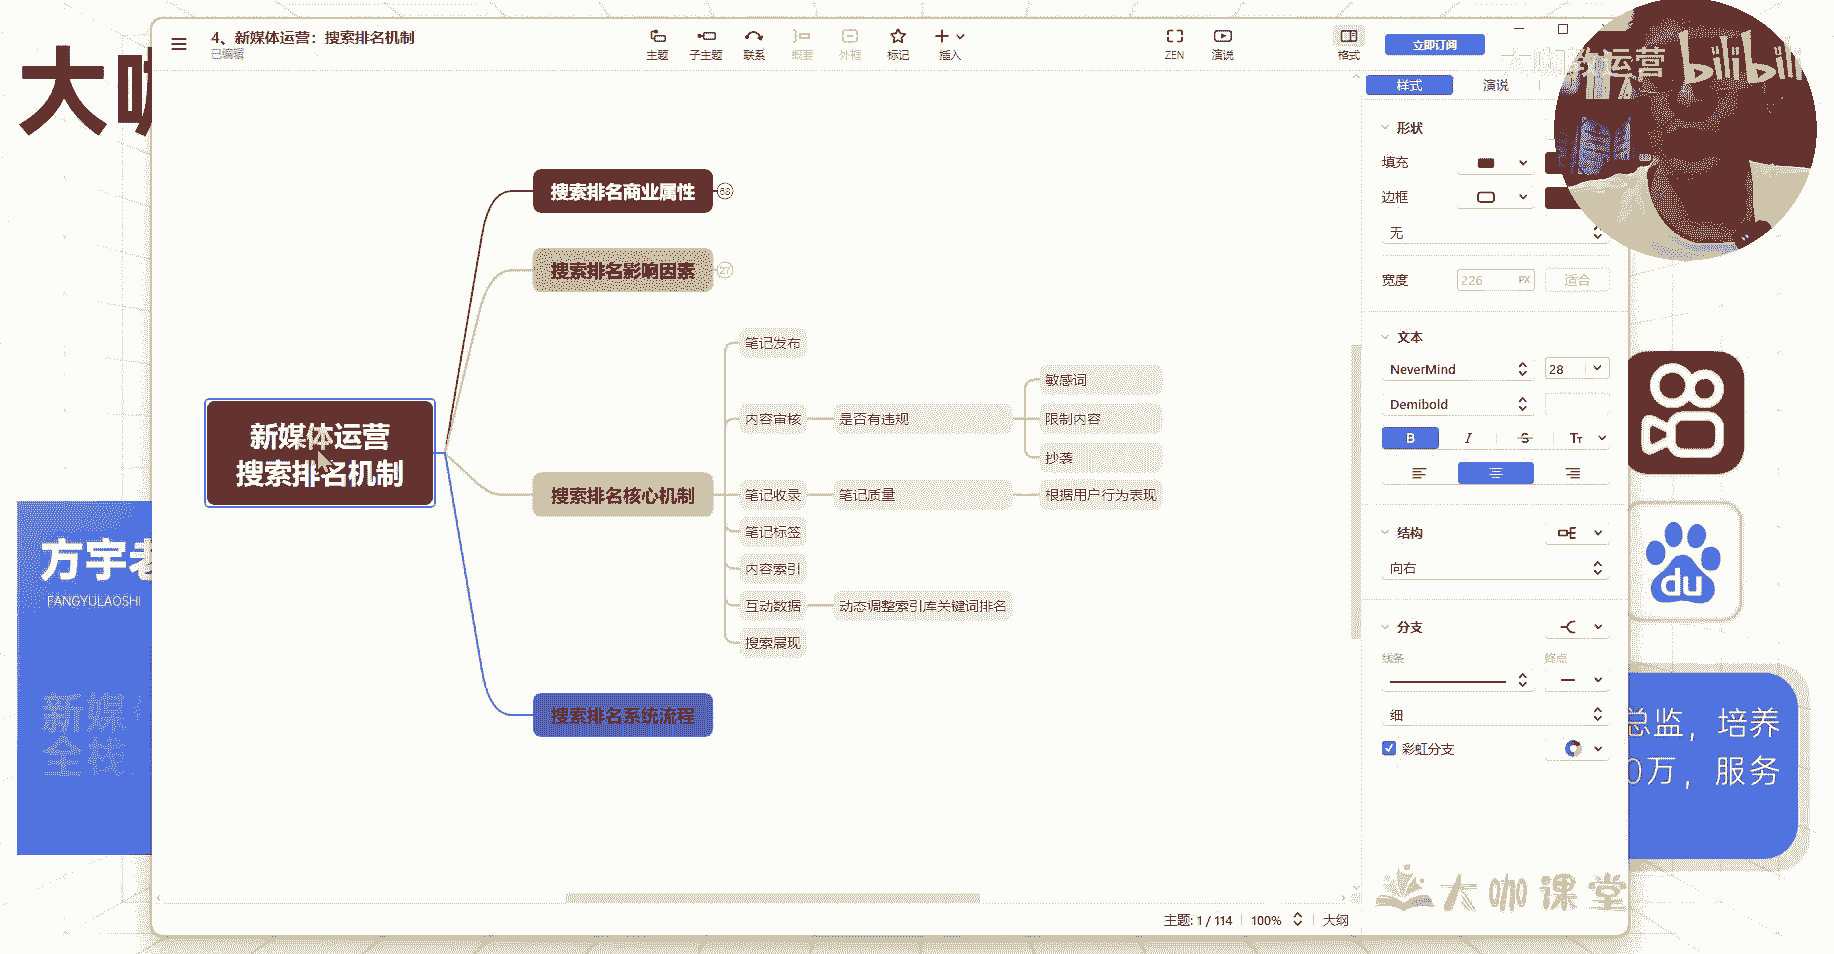 4、新媒体运营：搜索排名机制
已编辑
主题
子主题
联系
概要
外框
标记
插入
ZEN
演说
格式
立即订阅
bilibili
教运营
大咖
样式
演说
形状
填充
边框
无
宽度
226
PX
适合
文本
NeverMind
28
Demibold
B
I
S
Tт
结构
向右
分支
线条
终点
细
彩虹分支
搜索排名商业属性
68
搜索排名影响因素
27
笔记发布
敏感词
内容审核
是否有违规
限制内容
抄袭
新媒体运营
搜索排名机制
搜索排名核心机制
笔记收录
笔记质量
根据用户行为表现
笔记标签
内容索引
互动数据
动态调整索引库关键词排名
搜索展现
搜索排名系统流程
方宇老
FANGYULAOSHI
新媒体
全栈
du
总监，培养
0万，服务
大咖课堂
主题: 1 / 114
100%
大纲